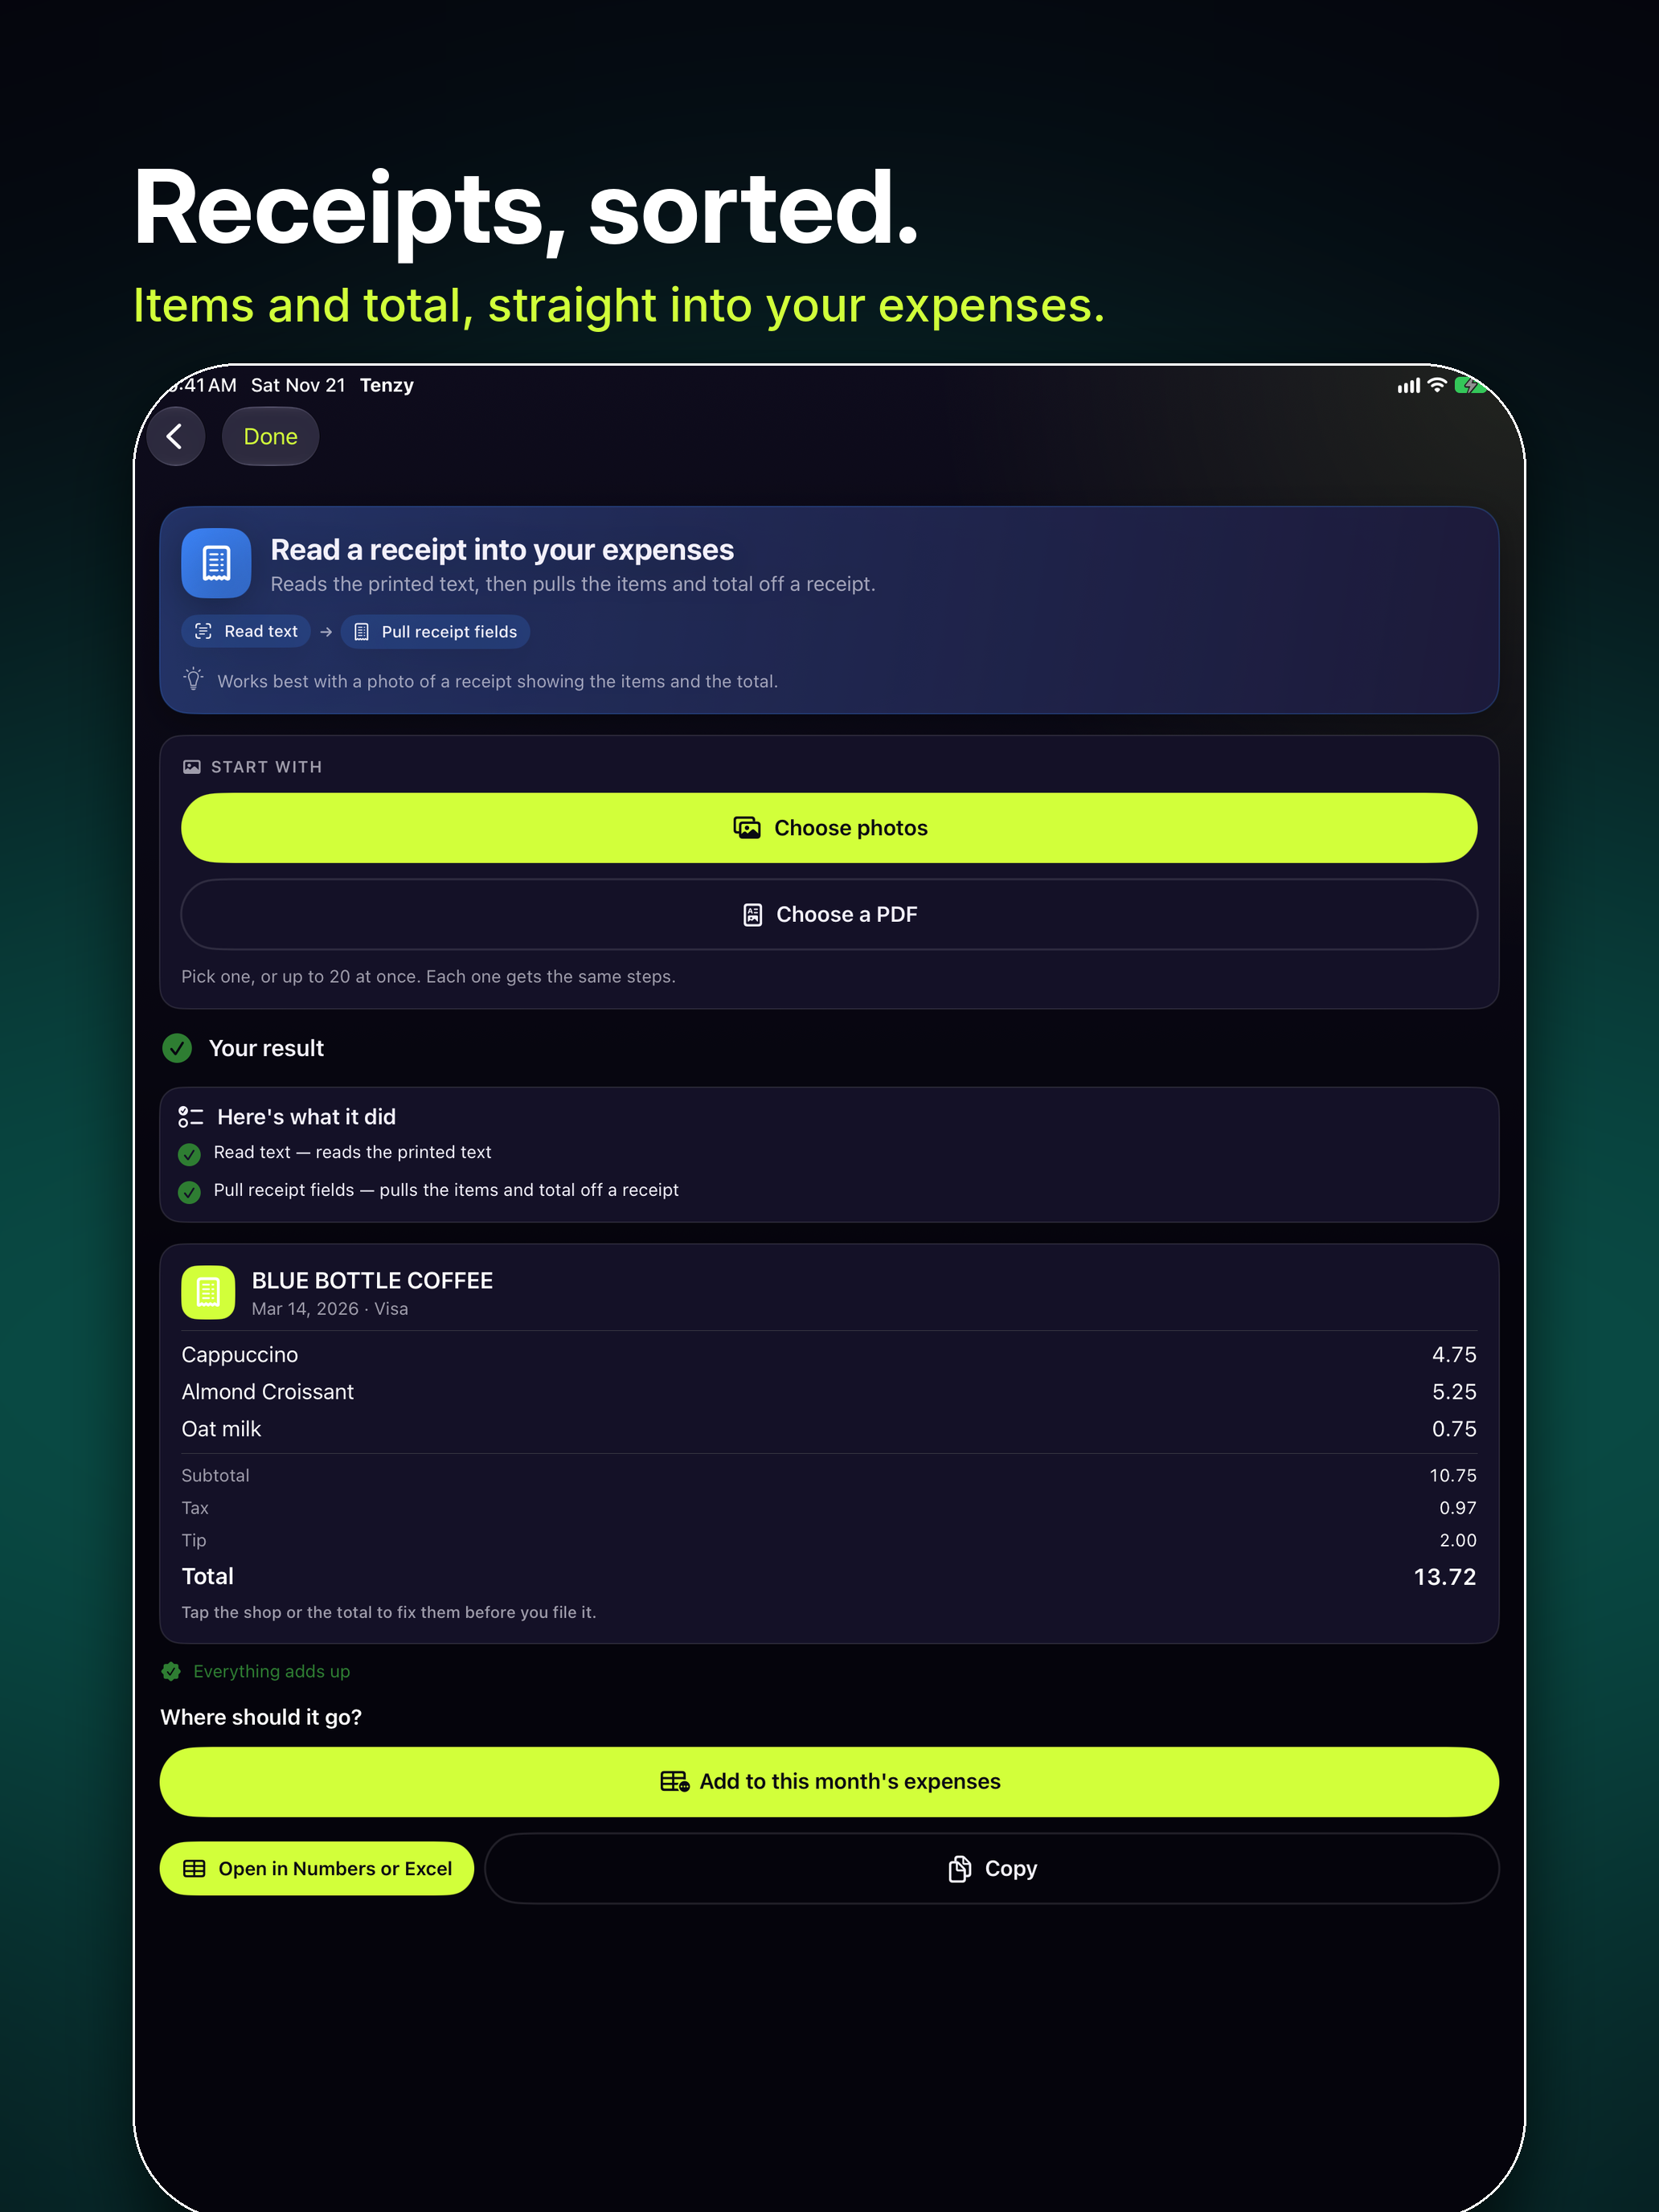 Receipts, sorted.
Items and total, straight into your expenses.
:41 AM Sat Nov 21 Tenzy
Done
Read a receipt into your expenses
Reads the printed text, then pulls the items and total off a receipt.
Read text → Pull receipt fields
Works best with a photo of a receipt showing the items and the total.
START WITH
Choose photos
Choose a PDF
Pick one, or up to 20 at once. Each one gets the same steps.
Your result
Here's what it did
Read text — reads the printed text
Pull receipt fields — pulls the items and total off a receipt
BLUE BOTTLE COFFEE
Mar 14, 2026 · Visa
Cappuccino 4.75
Almond Croissant 5.25
Oat milk 0.75
Subtotal 10.75
Tax 0.97
Tip 2.00
Total 13.72
Tap the shop or the total to fix them before you file it.
Everything adds up
Where should it go?
Add to this month's expenses
Open in Numbers or Excel Copy